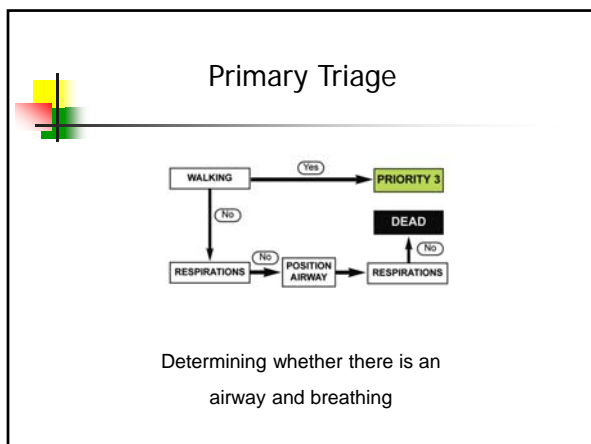 Primary Triage
WALKING
Yes
PRIORITY 3
No
DEAD
No
RESPIRATIONS
No
POSITION
AIRWAY
RESPIRATIONS
Determining whether there is an
airway and breathing